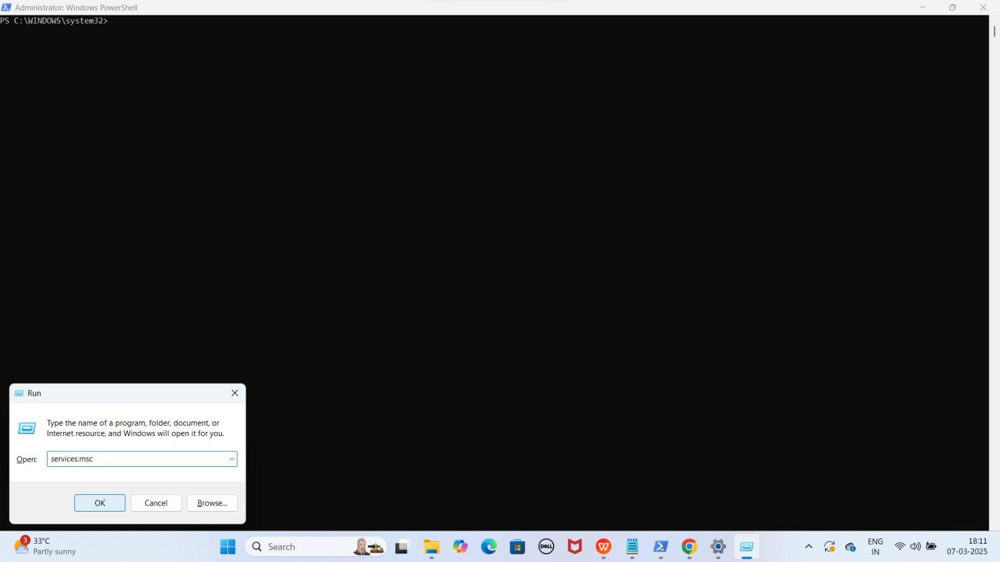 Administrator: Windows PowerShell
PS C:\WINDOWS\system32>
Run
Type the name of a program, folder, document, or
Internet resource, and Windows will open it for you.
Open:
services.msc
OK
Cancel
Browse...
3
33°C
Partly sunny
Search
DELL
ENG
IN
18:11
07-03-2025